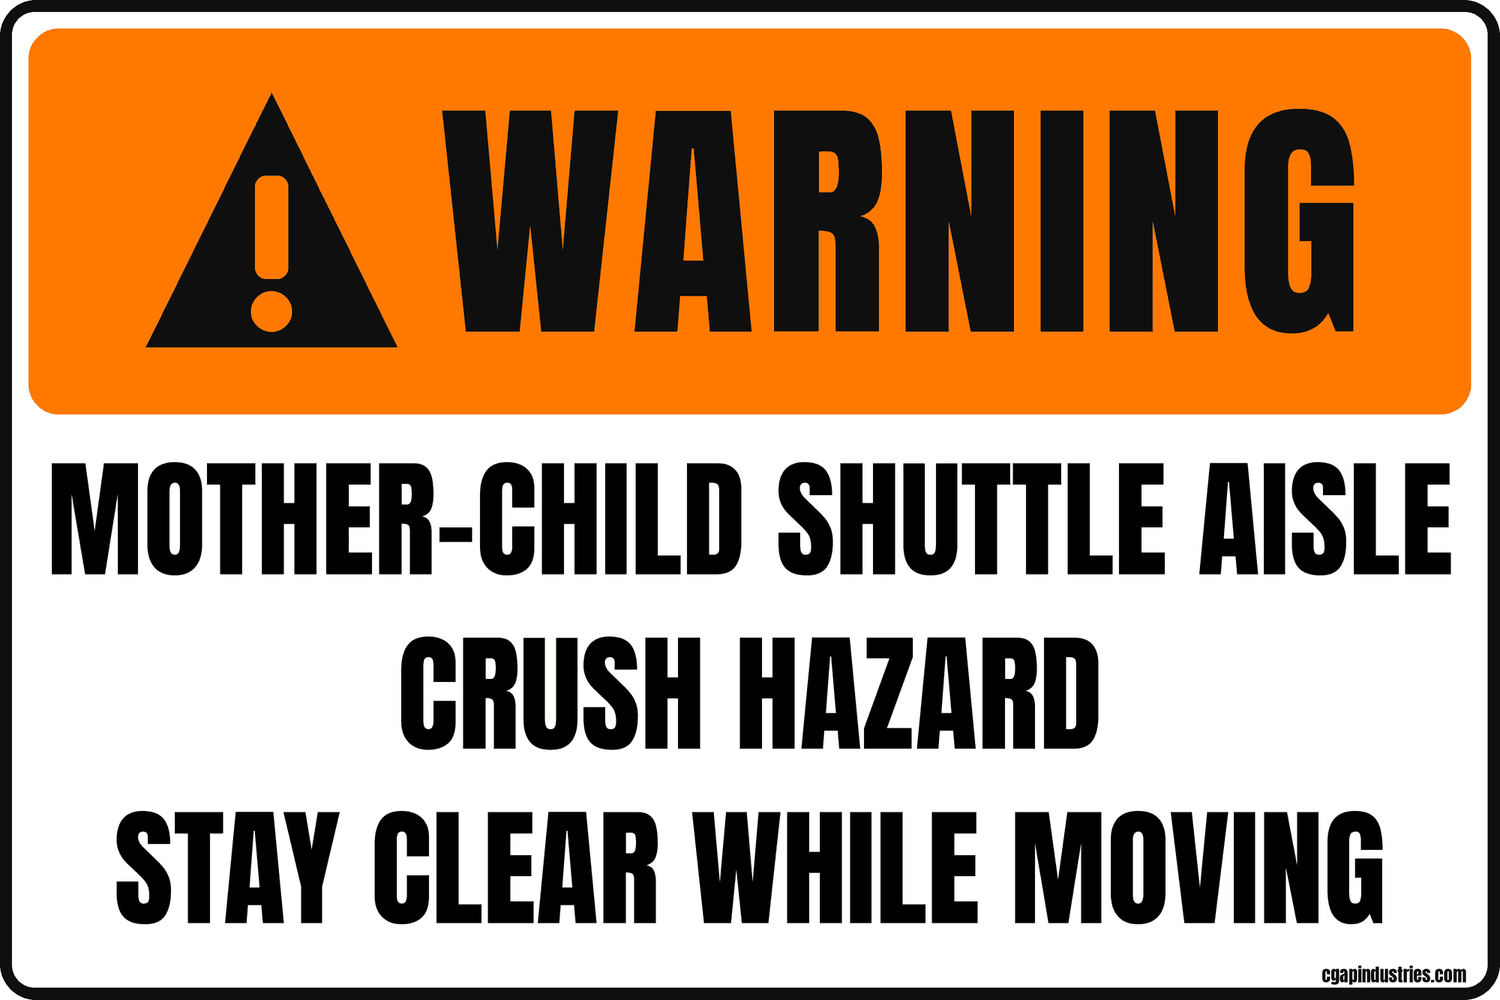 WARNING
MOTHER-CHILD SHUTTLE AISLE
CRUSH HAZARD
STAY CLEAR WHILE MOVING
cgapindustries.com